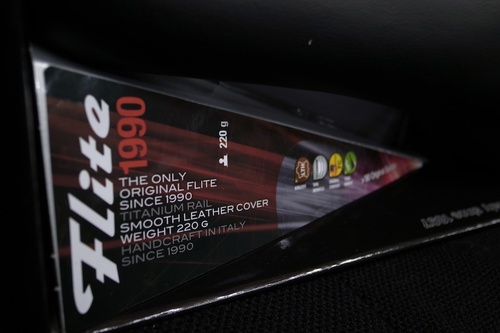 Flite
1990
220 g
THE ONLY
ORIGINAL FLITE
SINCE 1990
TITANIUM RAIL
SMOOTH LEATHER COVER
WEIGHT 220 G
HANDCRAFT IN ITALY
SINCE 1990